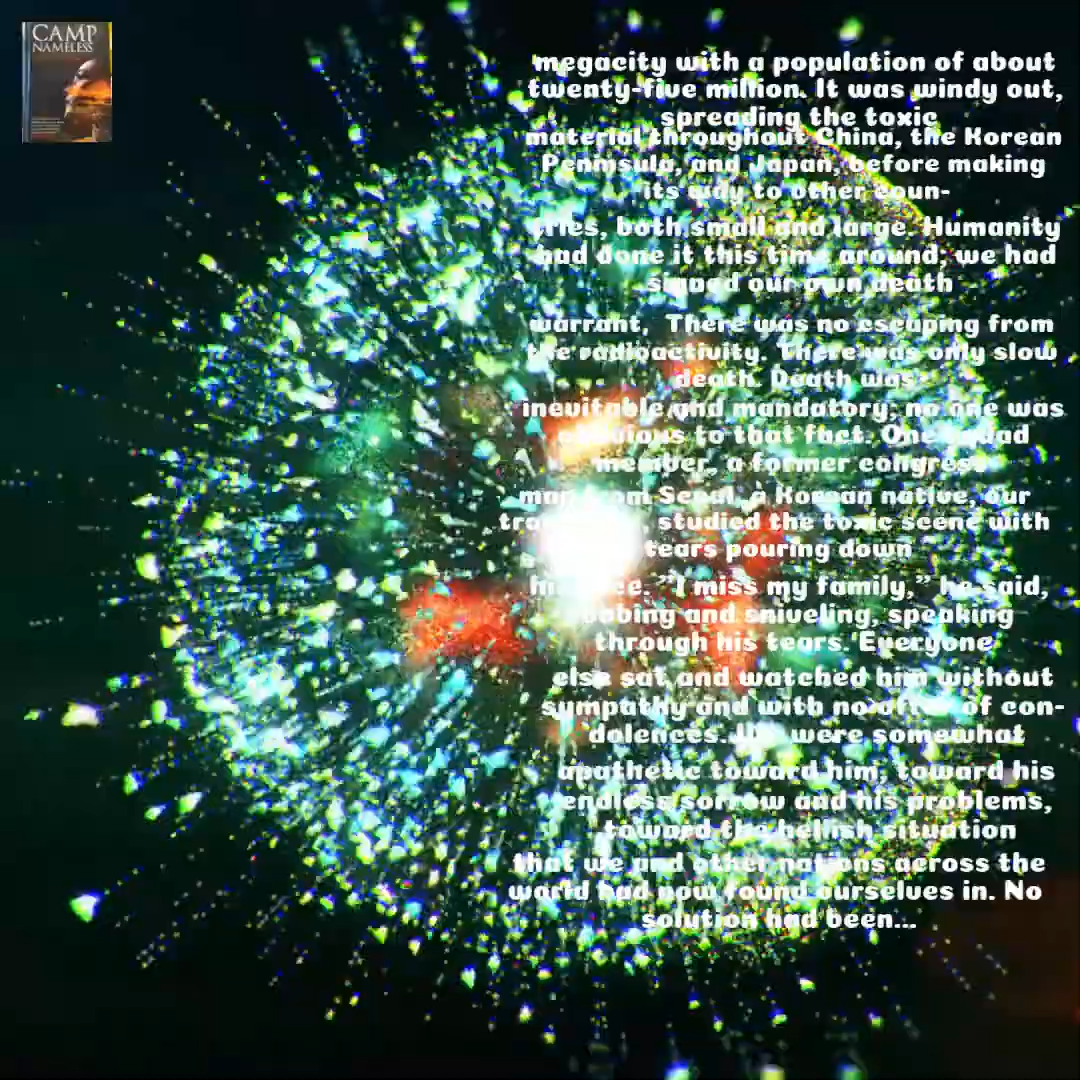 CAMP
NAMELESS
megacity with a population of about
twenty-five million. It was windy out,
spreading the toxic
material throughout China, the Korean
Peninsula, and Japan, before making
its way to other coun-
tries, both small and large. Humanity
had done it this time around; we had
signed our own death
warrant, There was no escaping from
the radioactivity. There was only slow
death. Death was
inevitable and mandatory; no one was
oblivious to that fact. One squad
member, a former congress
man from Seoul, a Korean native, our
studied the toxic scene with
tears pouring down
his face. "I miss my family," he said,
sobing and sniveling, speaking
through his tears. Everyone
else sat and watched him without
sympathy and with no offer of con-
dolences. We were somewhat
apathetic toward him, toward his
endless sorrow and his problems,
toward the hellish situation
that we and other nations across the
world had now found ourselves in. No
solution had been...